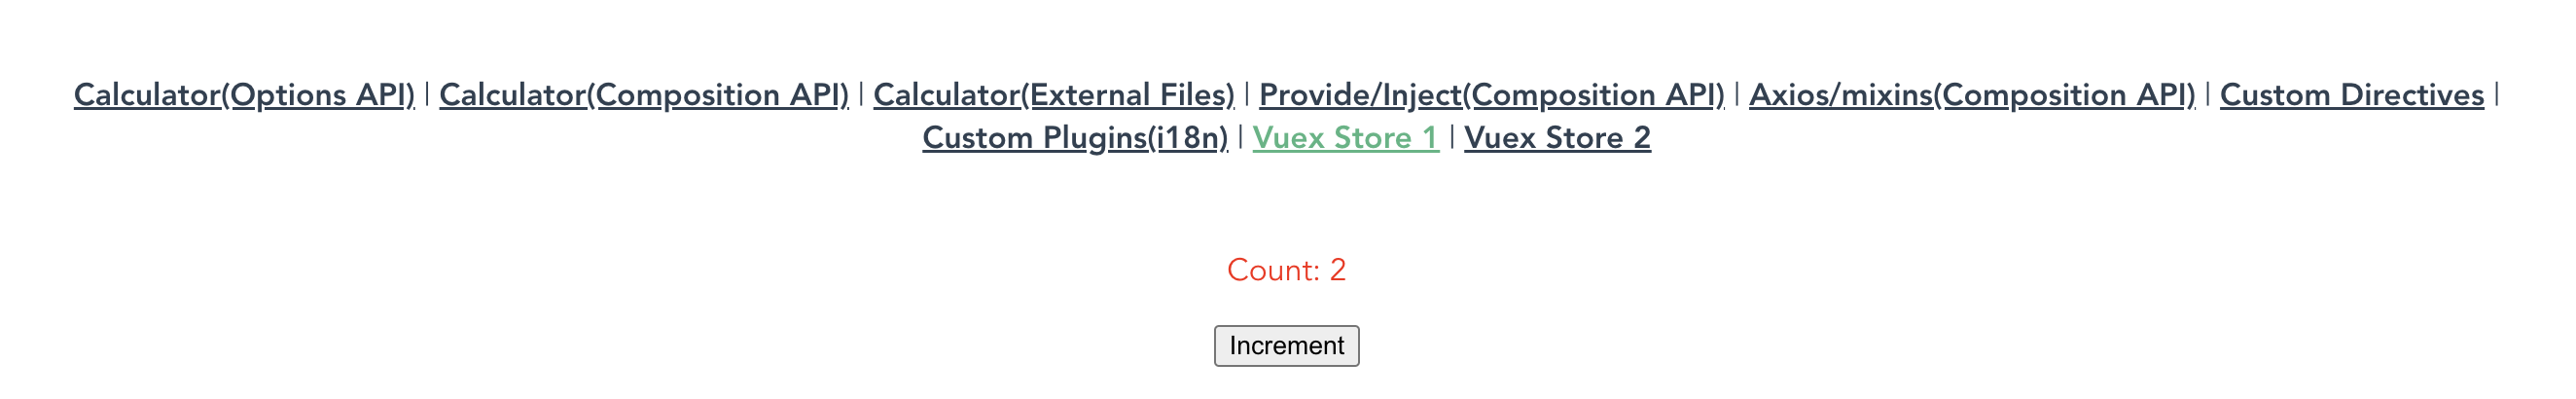 Calculator(Options API) | Calculator(Composition API) | Calculator(External Files) | Provide/Inject(Composition API) | Axios/mixins(Composition API) | Custom Directives |
Custom Plugins(i18n) | Vuex Store 1 | Vuex Store 2
Count: 2
Increment